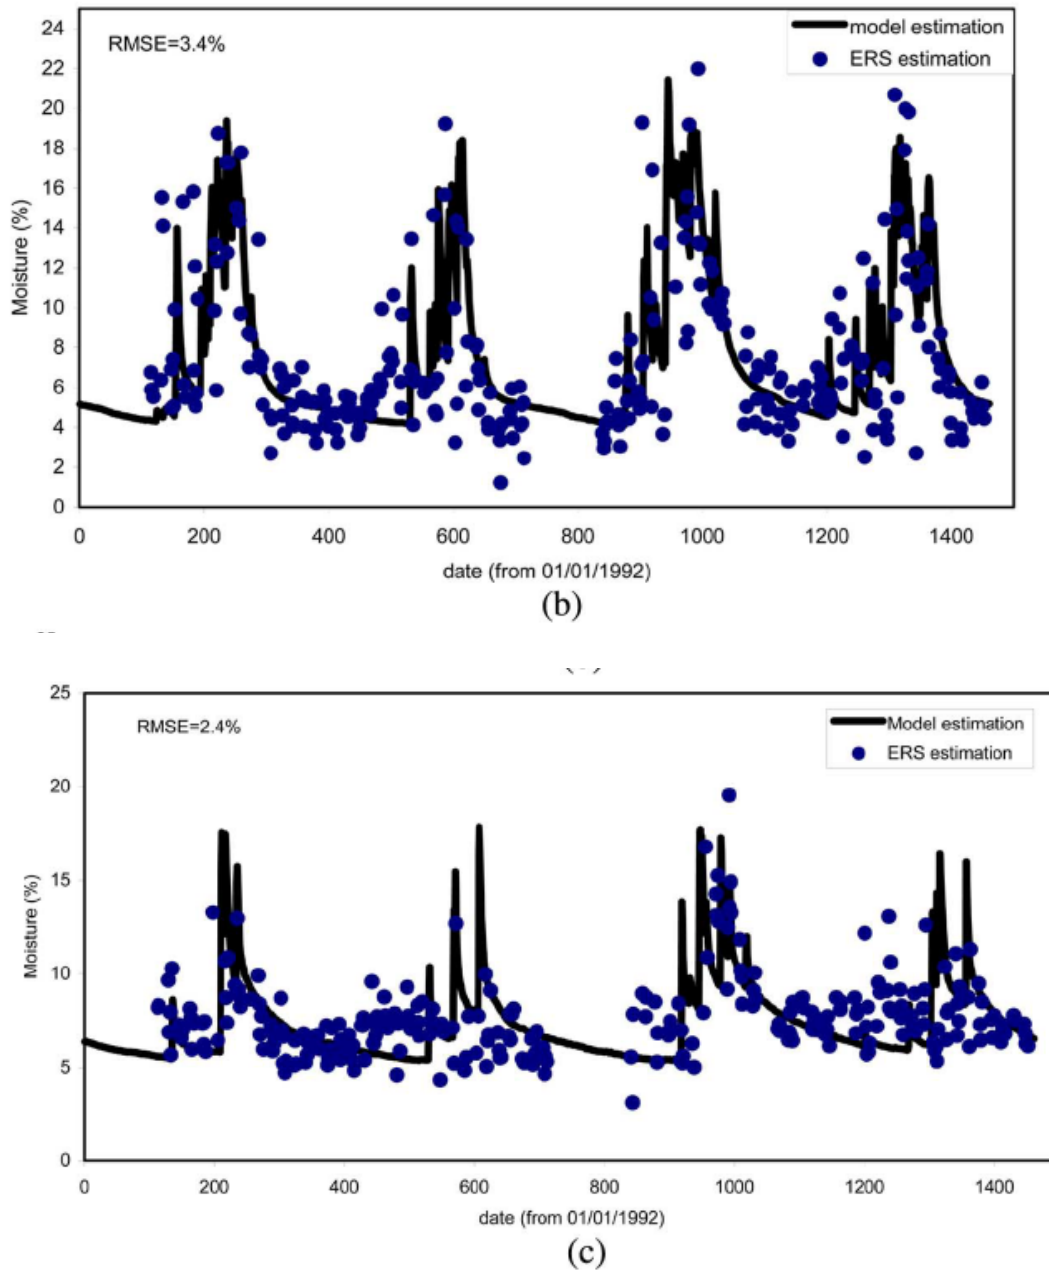 24
22
20
18
16
14
12
10
8
6
4
2
0
Moisture (%)
RMSE=3.4%
model estimation
ERS estimation
0 200 400 600 800 1000 1200 1400
date (from 01/01/1992)
(b)
25
20
15
10
5
0
Moisture (%)
RMSE=2.4%
Model estimation
ERS estimation
0 200 400 600 800 1000 1200 1400
date (from 01/01/1992)
(c)